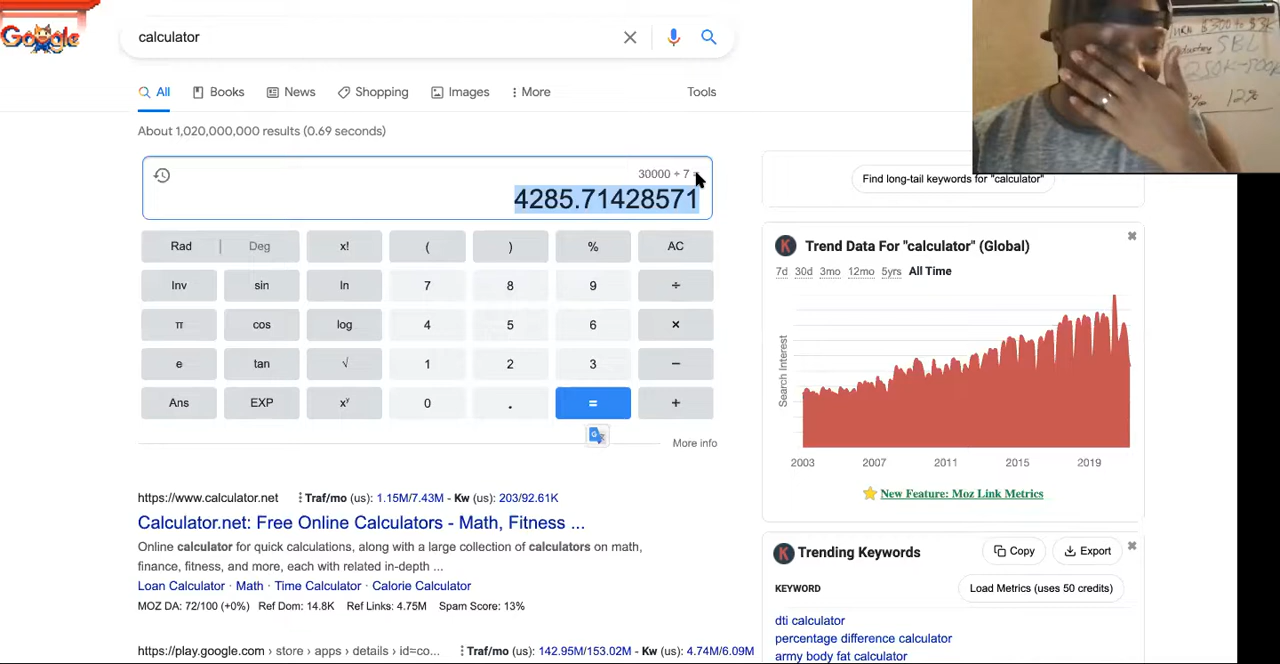 Google
calculator
All
Books
News
Shopping
Images
More
Tools
About 1,020,000,000 results (0.69 seconds)
30000 ÷ 7 =
4285.71428571
Rad
Deg
x!
(
)
%
AC
Inv
sin
ln
7
8
9
÷
π
cos
log
4
5
6
×
e
tan
√
1
2
3
−
Ans
EXP
xʸ
0
.
=
+
More info
https://www.calculator.net Traf/mo (us): 1.15M/7.43M - Kw (us): 203/92.61K
Calculator.net: Free Online Calculators - Math, Fitness ...
Online calculator for quick calculations, along with a large collection of calculators on math,
finance, fitness, and more, each with related in-depth ...
Loan Calculator · Math · Time Calculator · Calorie Calculator
MOZ DA: 72/100 (+0%) Ref Dom: 14.8K Ref Links: 4.75M Spam Score: 13%
https://play.google.com › store › apps › details › id=co... Traf/mo (us): 142.95M/153.02M - Kw (us): 4.74M/6.09M
$300 to $3K
SBL
250K-500K
12%
Find long-tail keywords for "calculator"
Trend Data For "calculator" (Global)
7d 30d 3mo 12mo 5yrs All Time
Search Interest
2003 2007 2011 2015 2019
New Feature: Moz Link Metrics
Trending Keywords
Copy
Export
KEYWORD
Load Metrics (uses 50 credits)
dti calculator
percentage difference calculator
army body fat calculator